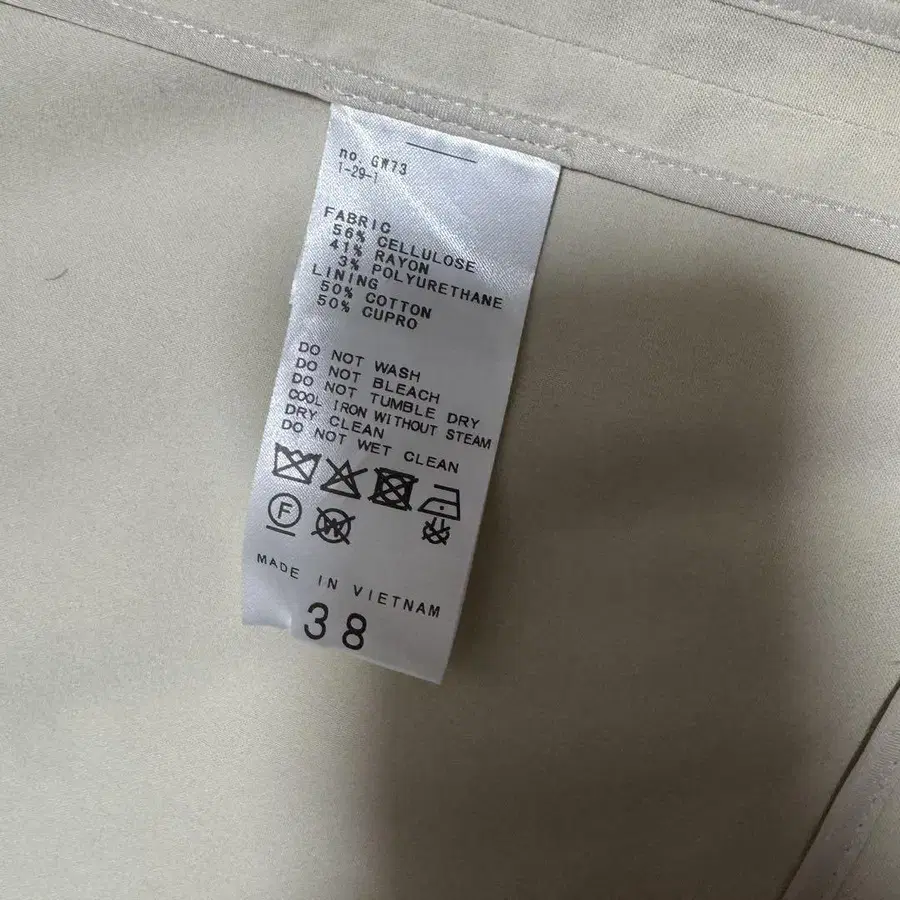 no. GW73
1-29-1
FABRIC
56% CELLULOSE
41% RAYON
3% POLYURETHANE
LINING
50% COTTON
50% CUPRO
DO NOT WASH
DO NOT BLEACH
DO NOT TUMBLE DRY
COOL IRON WITHOUT STEAM
DRY CLEAN
DO NOT WET CLEAN
F W
MADE IN VIETNAM
38